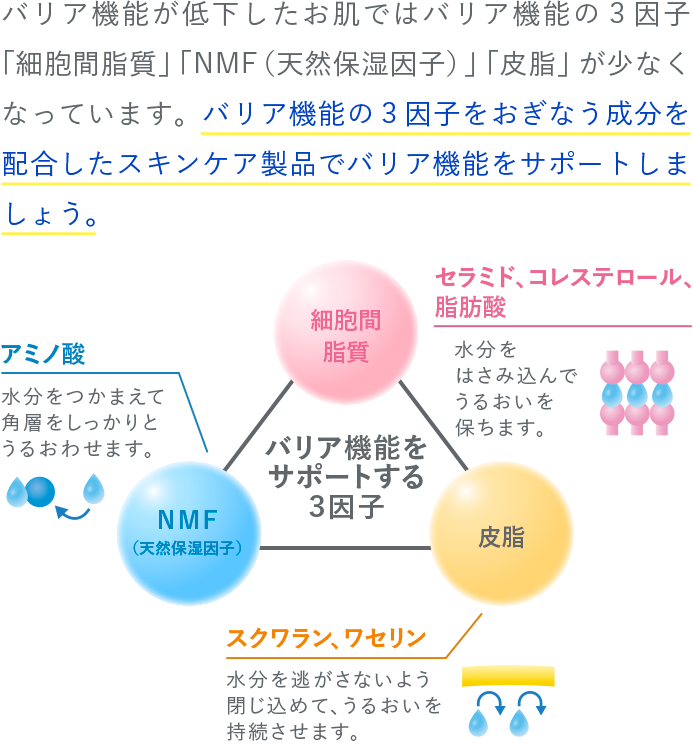 バリア機能が低下したお肌ではバリア機能の3因子
「細胞間脂質」「NMF（天然保湿因子）」「皮脂」が少なく
なっています。バリア機能の3因子をおぎなう成分を
配合したスキンケア製品でバリア機能をサポートしま
しょう。
セラミド、コレステロール、
脂肪酸
水分を
はさみ込んで
うるおいを
保ちます。
細胞間
脂質
アミノ酸
水分をつかまえて
角層をしっかりと
うるおわせます。
バリア機能を
サポートする
3因子
NMF
（天然保湿因子）
皮脂
スクワラン、ワセリン
水分を逃がさないよう
閉じ込めて、うるおいを
持続させます。